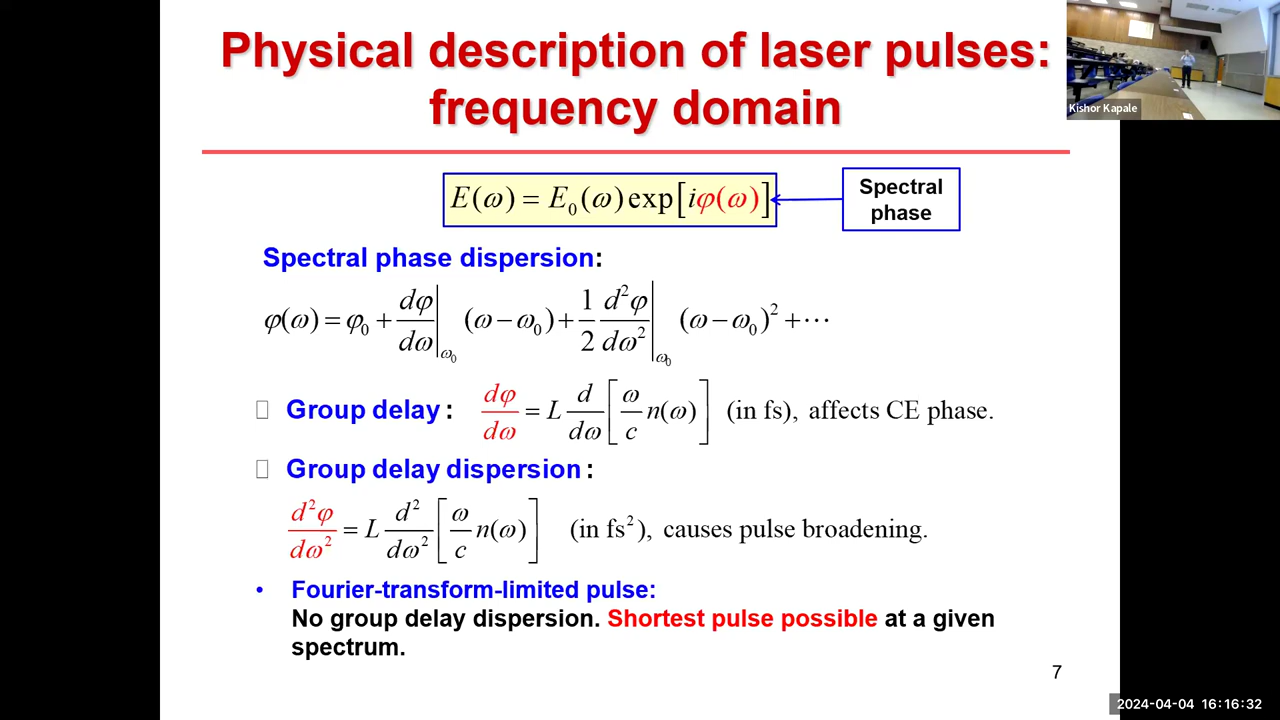 Physical description of laser pulses:
frequency domain
Kishor Kapale
E(ω) = E₀(ω)exp[iφ(ω)]
Spectral
phase
Spectral phase dispersion:
φ(ω) = φ₀ + dφ/dω|ω₀ (ω − ω₀) + 1/2 d²φ/dω²|ω₀ (ω − ω₀)² + ⋯
Group delay: dφ/dω = L d/dω [ω/c n(ω)] (in fs), affects CE phase.
Group delay dispersion:
d²φ/dω² = L d²/dω² [ω/c n(ω)] (in fs²), causes pulse broadening.
• Fourier-transform-limited pulse:
No group delay dispersion. Shortest pulse possible at a given
spectrum.
7
2024-04-04 16:16:32